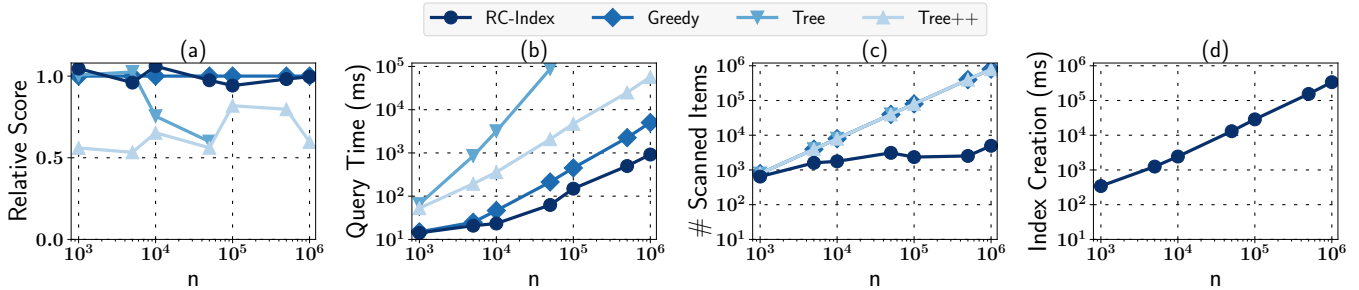 RC-Index Greedy Tree Tree++
(a) (b) (c) (d)
Relative Score
1.0
0.5
0.0
10³ 10⁴ 10⁵ 10⁶
n
Query Time (ms)
10⁵
10⁴
10³
10²
10¹
10³ 10⁴ 10⁵ 10⁶
n
# Scanned Items
10⁶
10⁵
10⁴
10³
10²
10¹
10³ 10⁴ 10⁵ 10⁶
n
Index Creation (ms)
10⁶
10⁵
10⁴
10³
10²
10¹
10³ 10⁴ 10⁵ 10⁶
n